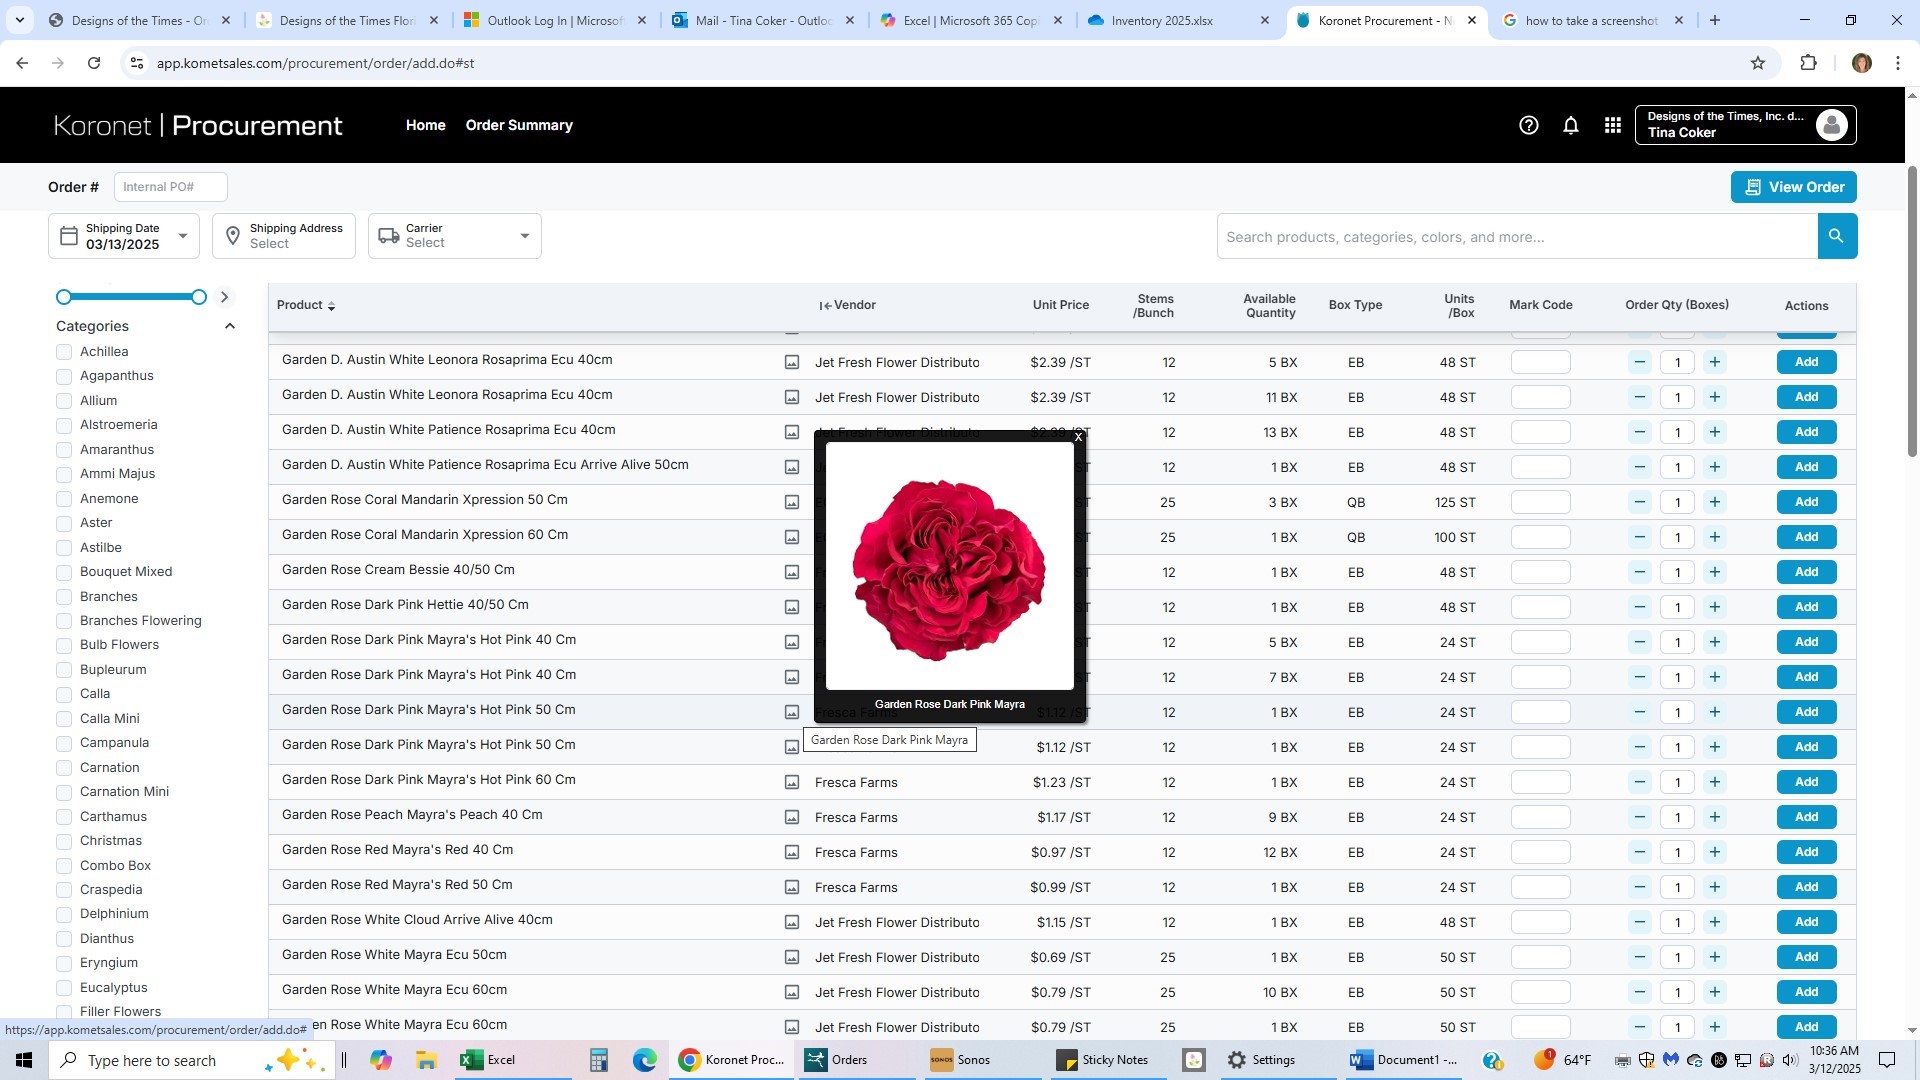 Designs of the Times - Or
Designs of the Times Flori
Outlook Log In | Microsof
Mail - Tina Coker - Outloo
Excel | Microsoft 365 Copi
Inventory 2025.xlsx
Koronet Procurement - N
how to take a screenshot
app.kometsales.com/procurement/order/add.do#st
Koronet | Procurement
Home
Order Summary
Designs of the Times, Inc. d...
Tina Coker
Order #
Internal PO#
View Order
Shipping Date
03/13/2025
Shipping Address
Select
Carrier
Select
Search products, categories, colors, and more...
Categories
Achillea
Agapanthus
Allium
Alstroemeria
Amaranthus
Ammi Majus
Anemone
Aster
Astilbe
Bouquet Mixed
Branches
Branches Flowering
Bulb Flowers
Bupleurum
Calla
Calla Mini
Campanula
Carnation
Carnation Mini
Carthamus
Christmas
Combo Box
Craspedia
Delphinium
Dianthus
Eryngium
Eucalyptus
Filler Flowers
Product Vendor Unit Price Stems /Bunch Available Quantity Box Type Units /Box Mark Code Order Qty (Boxes) Actions
Garden D. Austin White Leonora Rosaprima Ecu 40cm Jet Fresh Flower Distributo $2.39 /ST 12 5 BX EB 48 ST 1 Add
Garden D. Austin White Leonora Rosaprima Ecu 40cm Jet Fresh Flower Distributo $2.39 /ST 12 11 BX EB 48 ST 1 Add
Garden D. Austin White Patience Rosaprima Ecu 40cm Jet Fresh Flower Distributo $2.39 /ST 12 13 BX EB 48 ST 1 Add
Garden D. Austin White Patience Rosaprima Ecu Arrive Alive 50cm 12 1 BX EB 48 ST 1 Add
Garden Rose Coral Mandarin Xpression 50 Cm 25 3 BX QB 125 ST 1 Add
Garden Rose Coral Mandarin Xpression 60 Cm 25 1 BX QB 100 ST 1 Add
Garden Rose Cream Bessie 40/50 Cm 12 1 BX EB 48 ST 1 Add
Garden Rose Dark Pink Hettie 40/50 Cm 12 1 BX EB 48 ST 1 Add
Garden Rose Dark Pink Mayra's Hot Pink 40 Cm 12 5 BX EB 24 ST 1 Add
Garden Rose Dark Pink Mayra's Hot Pink 40 Cm 12 7 BX EB 24 ST 1 Add
Garden Rose Dark Pink Mayra's Hot Pink 50 Cm Fresca Farms $1.12 /ST 12 1 BX EB 24 ST 1 Add
Garden Rose Dark Pink Mayra's Hot Pink 50 Cm $1.12 /ST 12 1 BX EB 24 ST 1 Add
Garden Rose Dark Pink Mayra's Hot Pink 60 Cm Fresca Farms $1.23 /ST 12 1 BX EB 24 ST 1 Add
Garden Rose Peach Mayra's Peach 40 Cm Fresca Farms $1.17 /ST 12 9 BX EB 24 ST 1 Add
Garden Rose Red Mayra's Red 40 Cm Fresca Farms $0.97 /ST 12 12 BX EB 24 ST 1 Add
Garden Rose Red Mayra's Red 50 Cm Fresca Farms $0.99 /ST 12 1 BX EB 24 ST 1 Add
Garden Rose White Cloud Arrive Alive 40cm Jet Fresh Flower Distributo $1.15 /ST 12 1 BX EB 48 ST 1 Add
Garden Rose White Mayra Ecu 50cm Jet Fresh Flower Distributo $0.69 /ST 25 1 BX EB 50 ST 1 Add
Garden Rose White Mayra Ecu 60cm Jet Fresh Flower Distributo $0.79 /ST 25 10 BX EB 50 ST 1 Add
en Rose White Mayra Ecu 60cm Jet Fresh Flower Distributo $0.79 /ST 25 1 BX EB 50 ST 1 Add
X
Garden Rose Dark Pink Mayra
Garden Rose Dark Pink Mayra
https://app.kometsales.com/procurement/order/add.do#
Type here to search
Excel
Koronet Proc...
Orders
SONOS
Sonos
Sticky Notes
Settings
Document1 -...
1
64°F
10:36 AM
3/12/2025